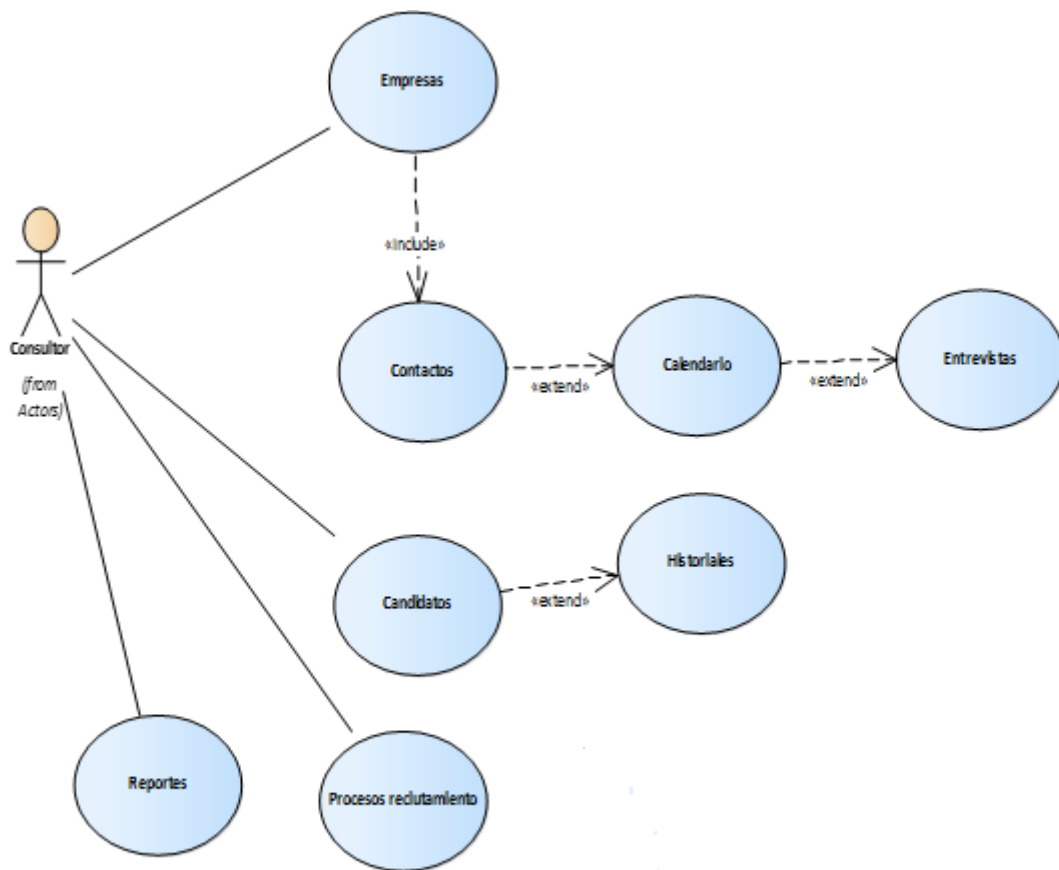 Empresas
«include»
Consultor
(from
Actors)
Contactos
«extend»
Calendario
«extend»
Entrevistas
Candidatos
«extend»
Historiales
Reportes
Procesos reclutamiento